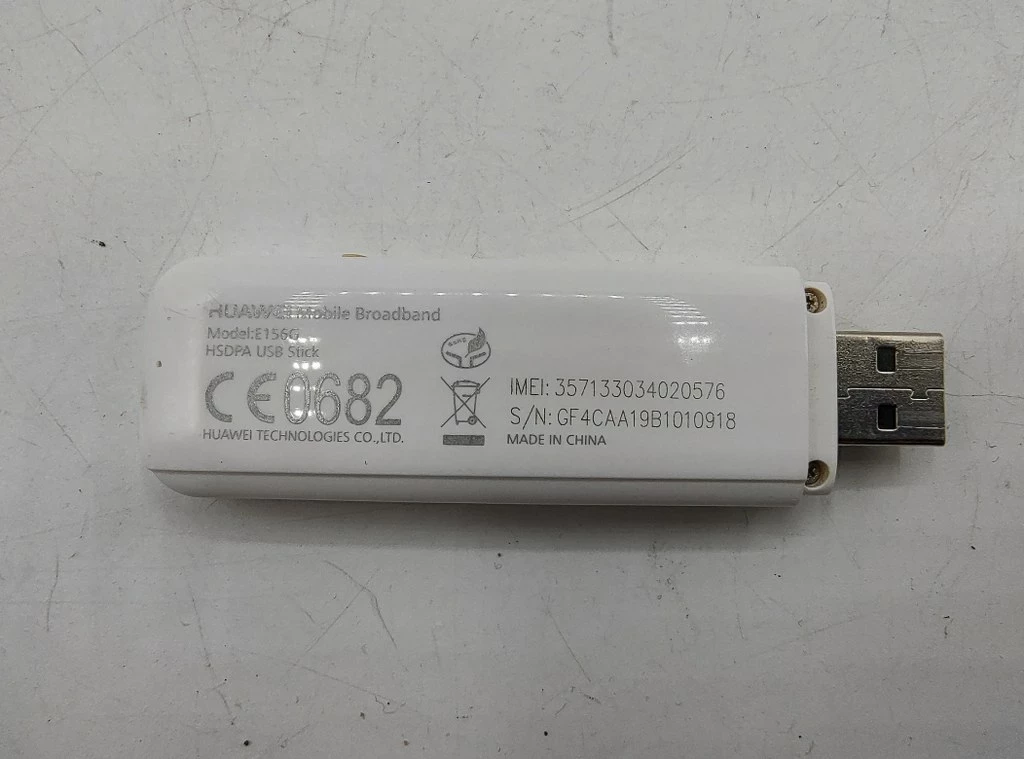 HUAWEI Mobile Broadband
Model:E156G
HSDPA USB Stick
CE0682
HUAWEI TECHNOLOGIES CO.,LTD.
IMEI: 357133034020576
S/N: GF4CAA19B1010918
MADE IN CHINA